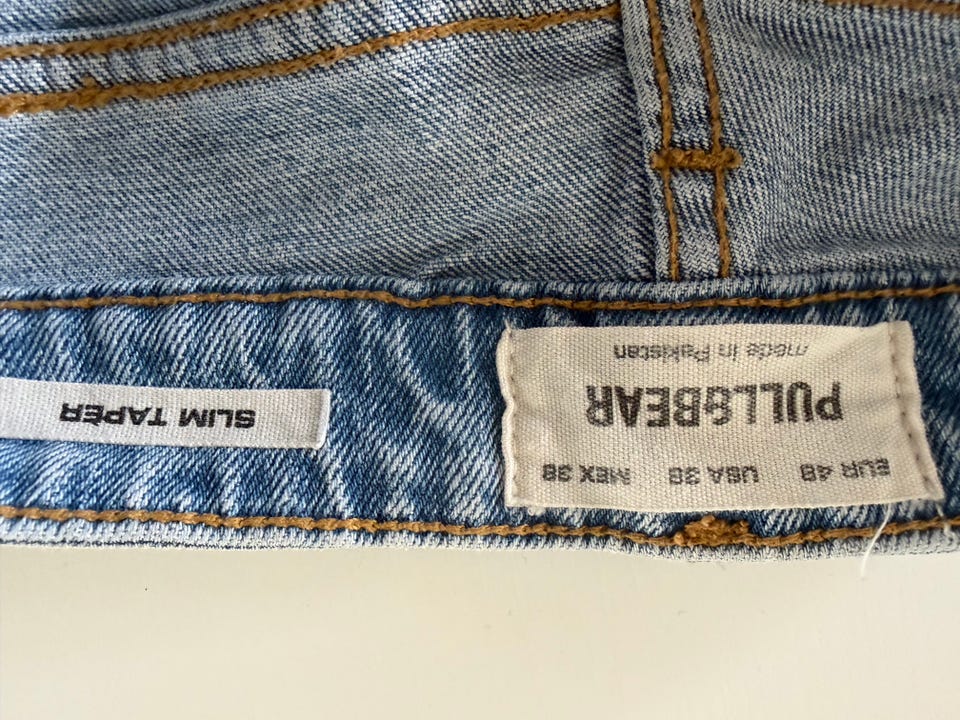 EUR 48 USA 38 MEX 38
PULL&BEAR
made in Pakistan
SLIM TAPER